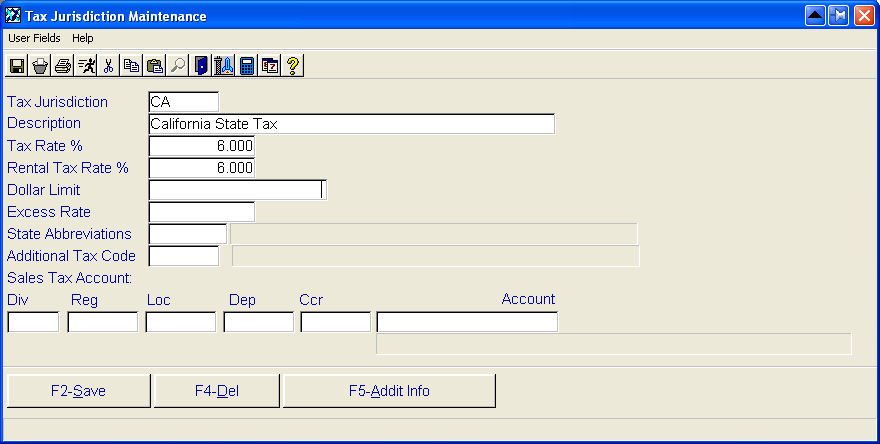 Tax Jurisdiction Maintenance
User Fields Help
Tax Jurisdiction CA
Description California State Tax
Tax Rate % 6.000
Rental Tax Rate % 6.000
Dollar Limit
Excess Rate
State Abbreviations
Additional Tax Code
Sales Tax Account:
Div Reg Loc Dep Ccr Account
F2-Save F4-Del F5-Addit Info